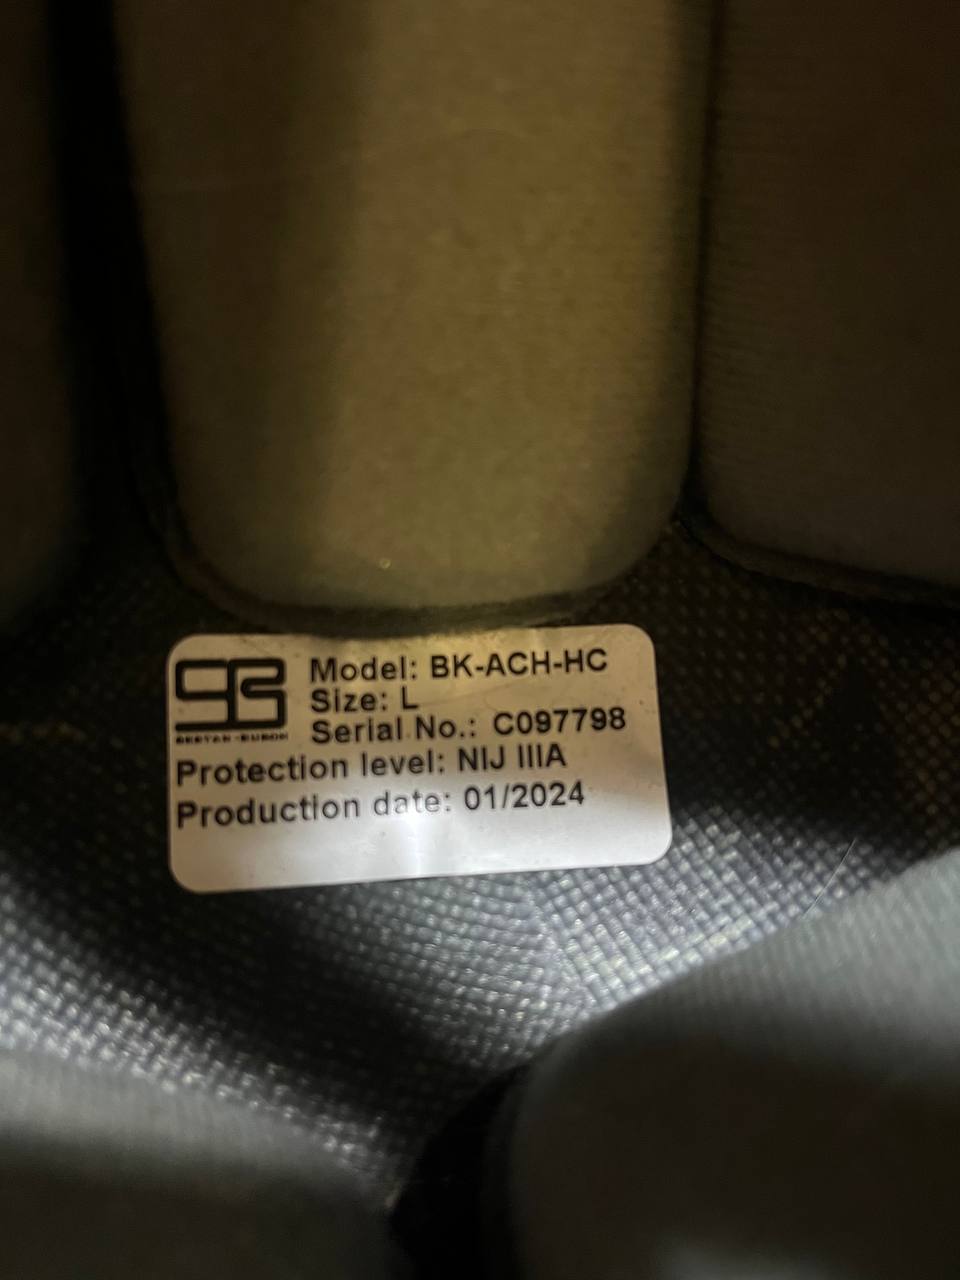 Model: BK-ACH-HC
Size: L
Serial No.: C097798
Protection level: NIJ IIIA
Production date: 01/2024